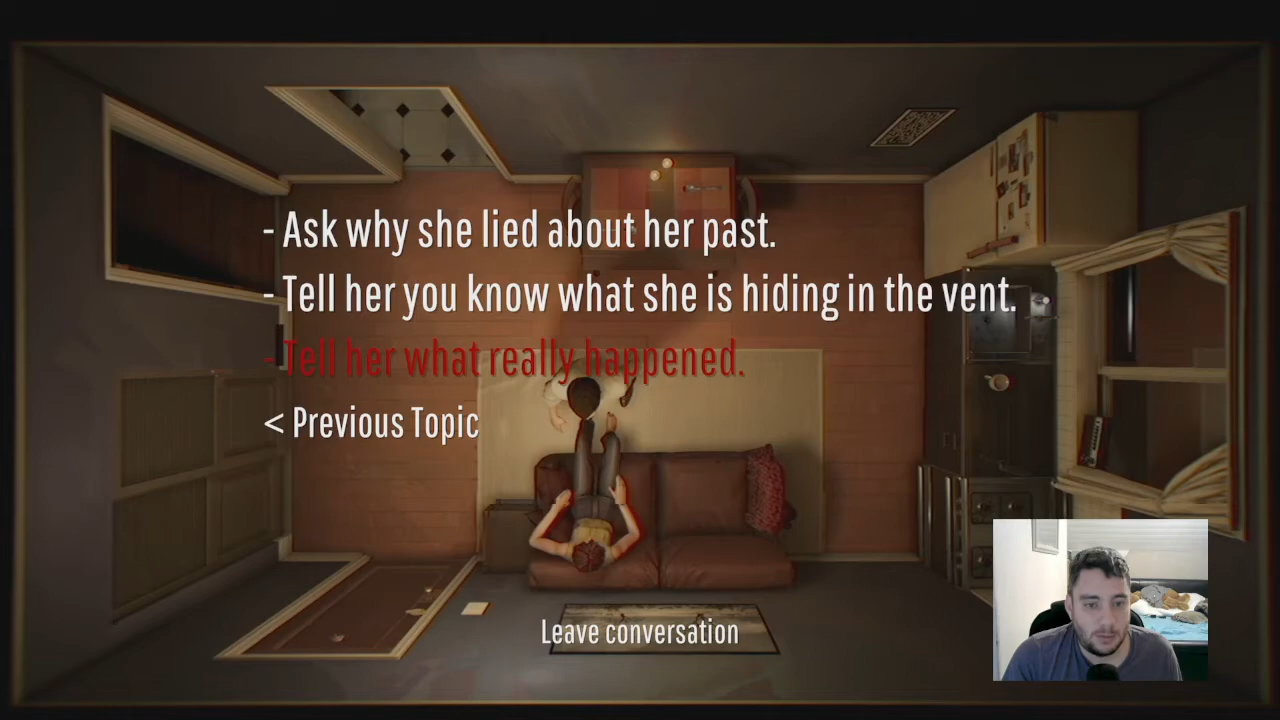 - Ask why she lied about her past.
- Tell her you know what she is hiding in the vent.
- Tell her what really happened.
< Previous Topic
Leave conversation